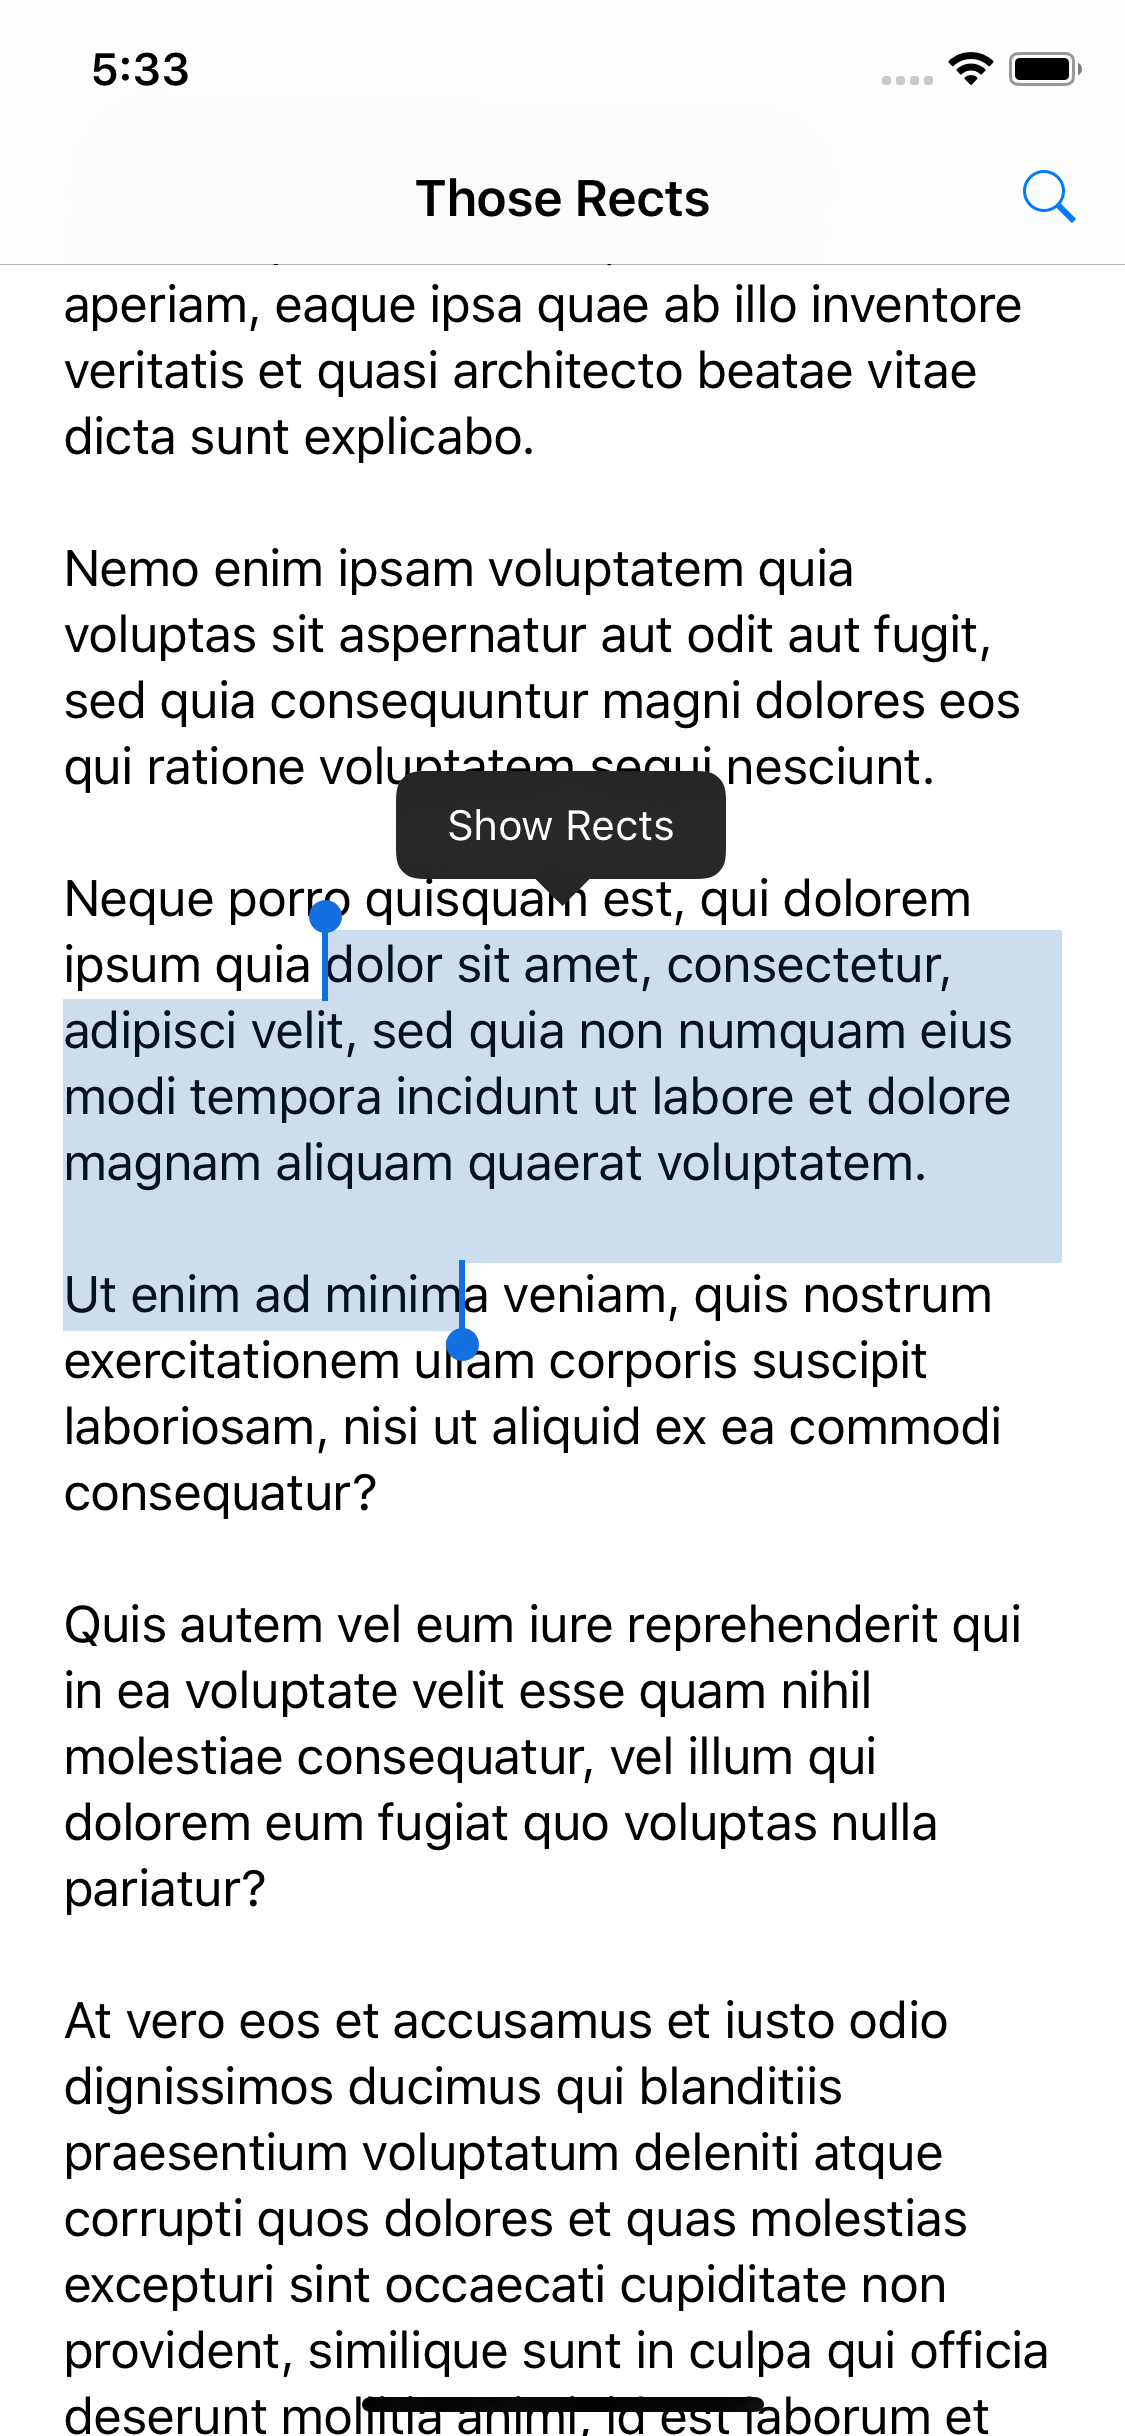 5:33
Those Rects
aperiam, eaque ipsa quae ab illo inventore
veritatis et quasi architecto beatae vitae
dicta sunt explicabo.
Nemo enim ipsam voluptatem quia
voluptas sit aspernatur aut odit aut fugit,
sed quia consequuntur magni dolores eos
qui ratione voluptatem sequi nesciunt.
Show Rects
Neque porro quisquam est, qui dolorem
ipsum quia dolor sit amet, consectetur,
adipisci velit, sed quia non numquam eius
modi tempora incidunt ut labore et dolore
magnam aliquam quaerat voluptatem.
Ut enim ad minima veniam, quis nostrum
exercitationem ullam corporis suscipit
laboriosam, nisi ut aliquid ex ea commodi
consequatur?
Quis autem vel eum iure reprehenderit qui
in ea voluptate velit esse quam nihil
molestiae consequatur, vel illum qui
dolorem eum fugiat quo voluptas nulla
pariatur?
At vero eos et accusamus et iusto odio
dignissimos ducimus qui blanditiis
praesentium voluptatum deleniti atque
corrupti quos dolores et quas molestias
excepturi sint occaecati cupiditate non
provident, similique sunt in culpa qui officia
deserunt mollitia animi, id est laborum et